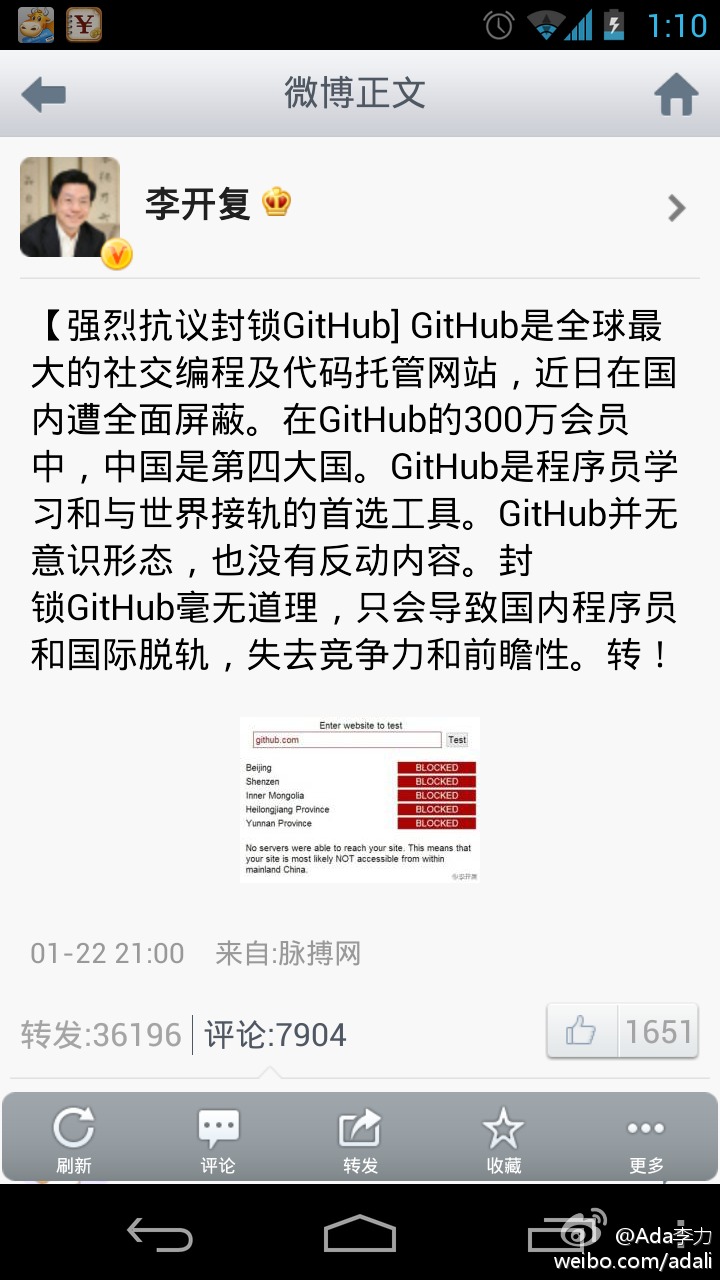 1:10
微博正文
李开复
【强烈抗议封锁GitHub] GitHub是全球最
大的社交编程及代码托管网站，近日在国
内遭全面屏蔽。在GitHub的300万会员
中，中国是第四大国。GitHub是程序员学
习和与世界接轨的首选工具。GitHub并无
意识形态，也没有反动内容。封
锁GitHub毫无道理，只会导致国内程序员
和国际脱轨，失去竞争力和前瞻性。转！
Enter website to test
github.com Test
Beijing BLOCKED
Shenzen BLOCKED
Inner Mongolia BLOCKED
Heilongjiang Province BLOCKED
Yunnan Province BLOCKED
No servers were able to reach your site. This means that
your site is most likely NOT accessible from within
mainland China.
@李开复
01-22 21:00 来自:脉搏网
转发:36196 评论:7904 1651
刷新 评论 转发 收藏 更多
@Ada李力
weibo.com/adali